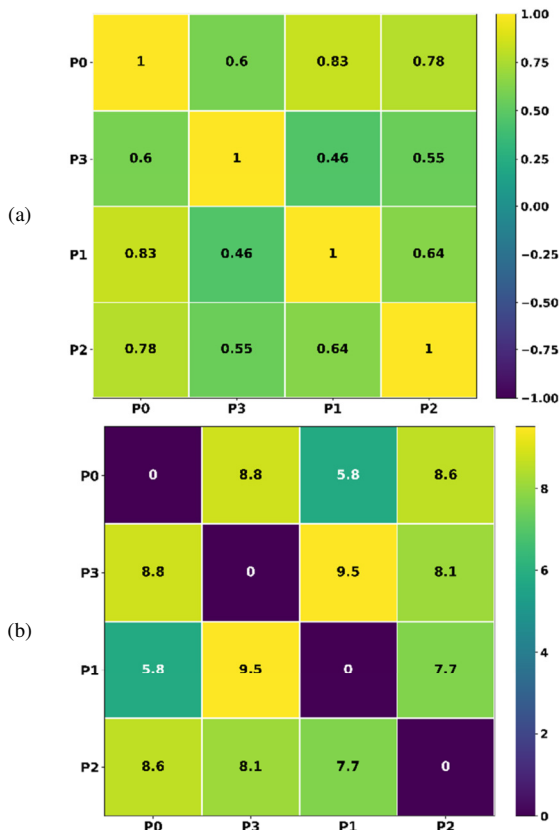 (a)
P0 1 0.6 0.83 0.78
P3 0.6 1 0.46 0.55
P1 0.83 0.46 1 0.64
P2 0.78 0.55 0.64 1
P0 P3 P1 P2
1.00
0.75
0.50
0.25
0.00
−0.25
−0.50
−0.75
−1.00
(b)
P0 0 8.8 5.8 8.6
P3 8.8 0 9.5 8.1
P1 5.8 9.5 0 7.7
P2 8.6 8.1 7.7 0
P0 P3 P1 P2
8
6
4
2
0